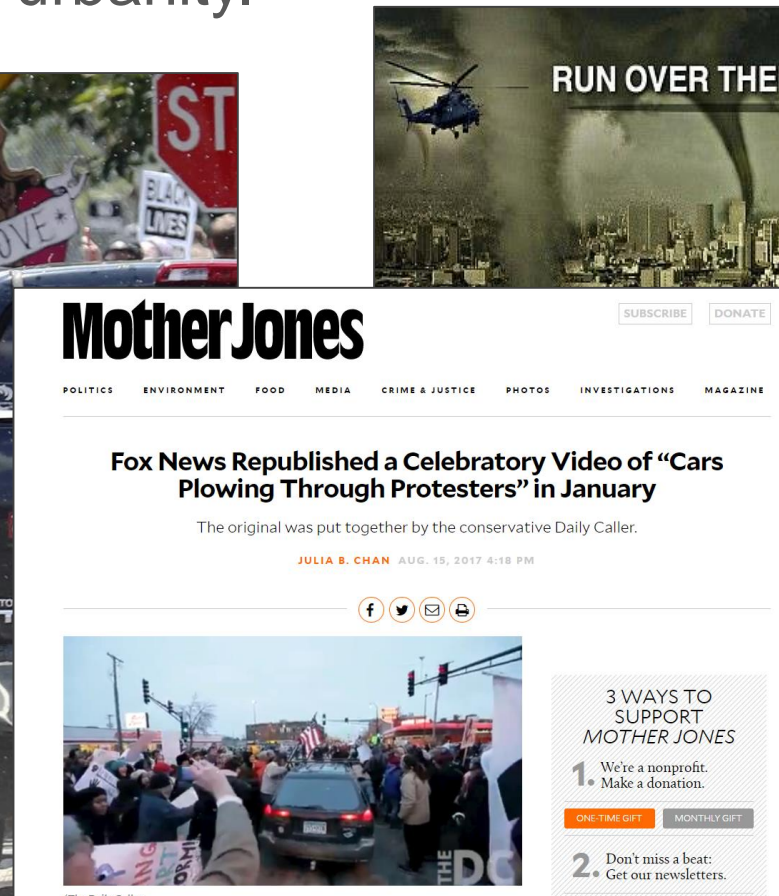 urbanity.
ST
BLACK
LIVES
OVE
RUN OVER THE
Mother Jones
SUBSCRIBE DONATE
POLITICS ENVIRONMENT FOOD MEDIA CRIME & JUSTICE PHOTOS INVESTIGATIONS MAGAZINE
Fox News Republished a Celebratory Video of “Cars
Plowing Through Protesters” in January
The original was put together by the conservative Daily Caller.
JULIA B. CHAN AUG. 15, 2017 4:18 PM
3 WAYS TO
SUPPORT
MOTHER JONES
1. We’re a nonprofit.
Make a donation.
ONE-TIME GIFT MONTHLY GIFT
2. Don’t miss a beat:
Get our newsletters.
THE DC